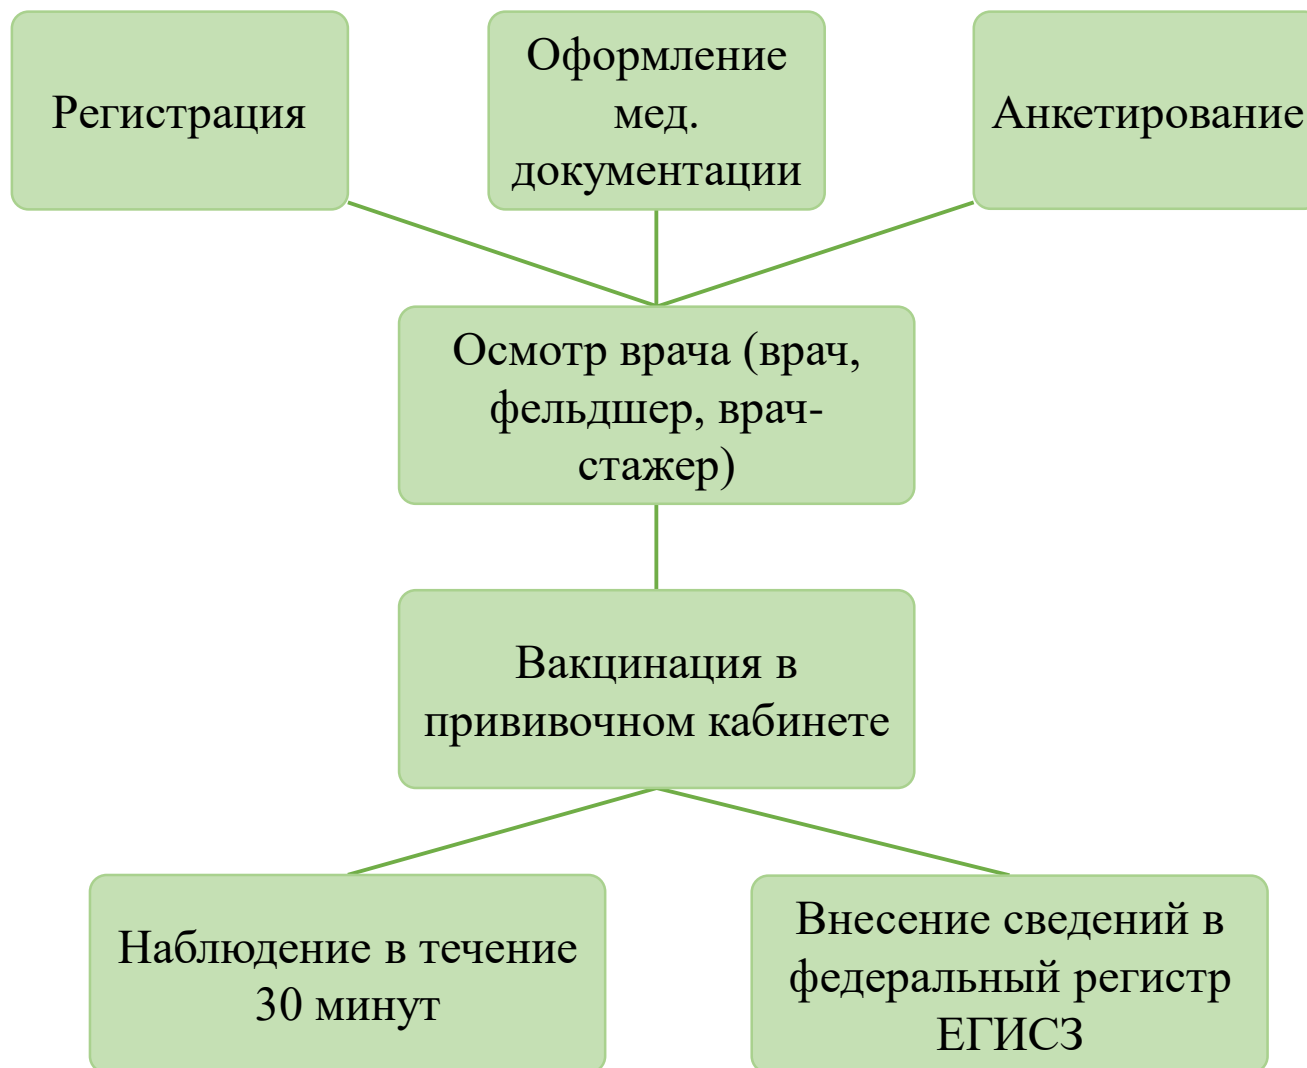 Регистрация
Оформление
мед.
документации
Анкетирование
Осмотр врача (врач,
фельдшер, врач-
стажер)
Вакцинация в
прививочном кабинете
Наблюдение в течение
30 минут
Внесение сведений в
федеральный регистр
ЕГИСЗ